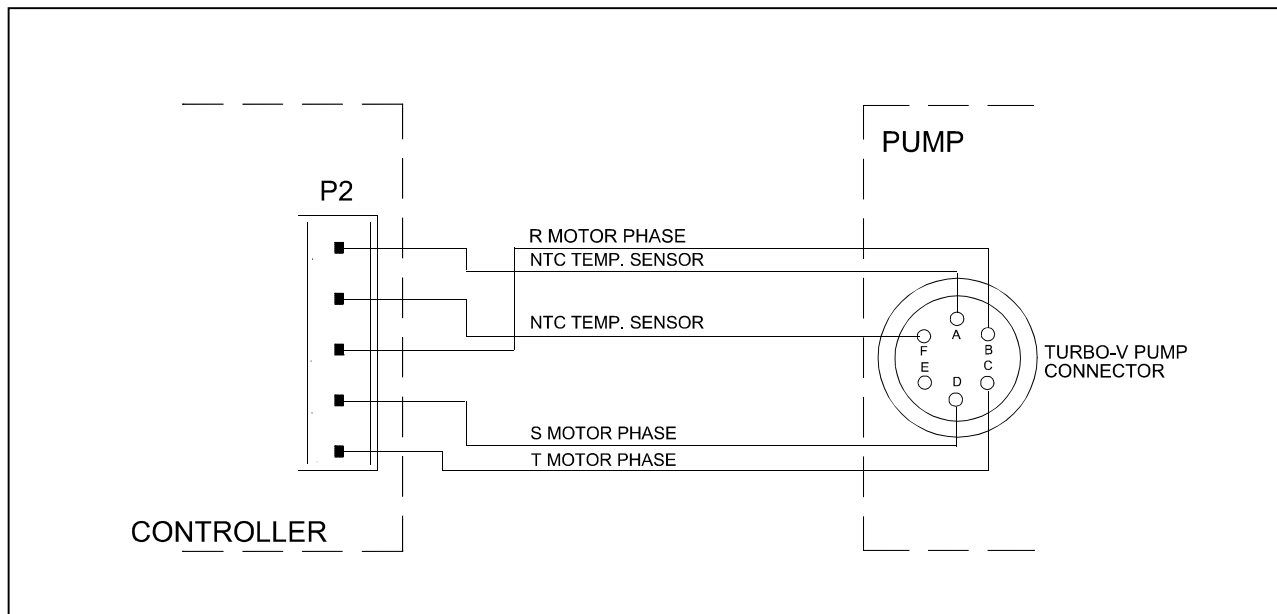 PUMP
P2
R MOTOR PHASE
NTC TEMP. SENSOR
NTC TEMP. SENSOR
A
F
B
E
D
C
TURBO-V PUMP
CONNECTOR
S MOTOR PHASE
T MOTOR PHASE
CONTROLLER